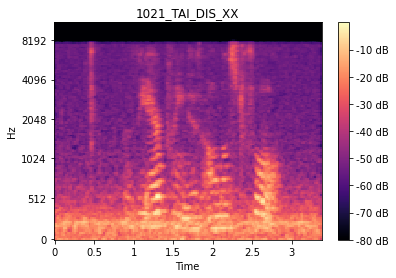 1021_TAI_DIS_XX
8192
4096
2048
1024
512
0
Hz
0 0.5 1 1.5 2 2.5 3
Time
-10 dB
-20 dB
-30 dB
-40 dB
-50 dB
-60 dB
-70 dB
-80 dB